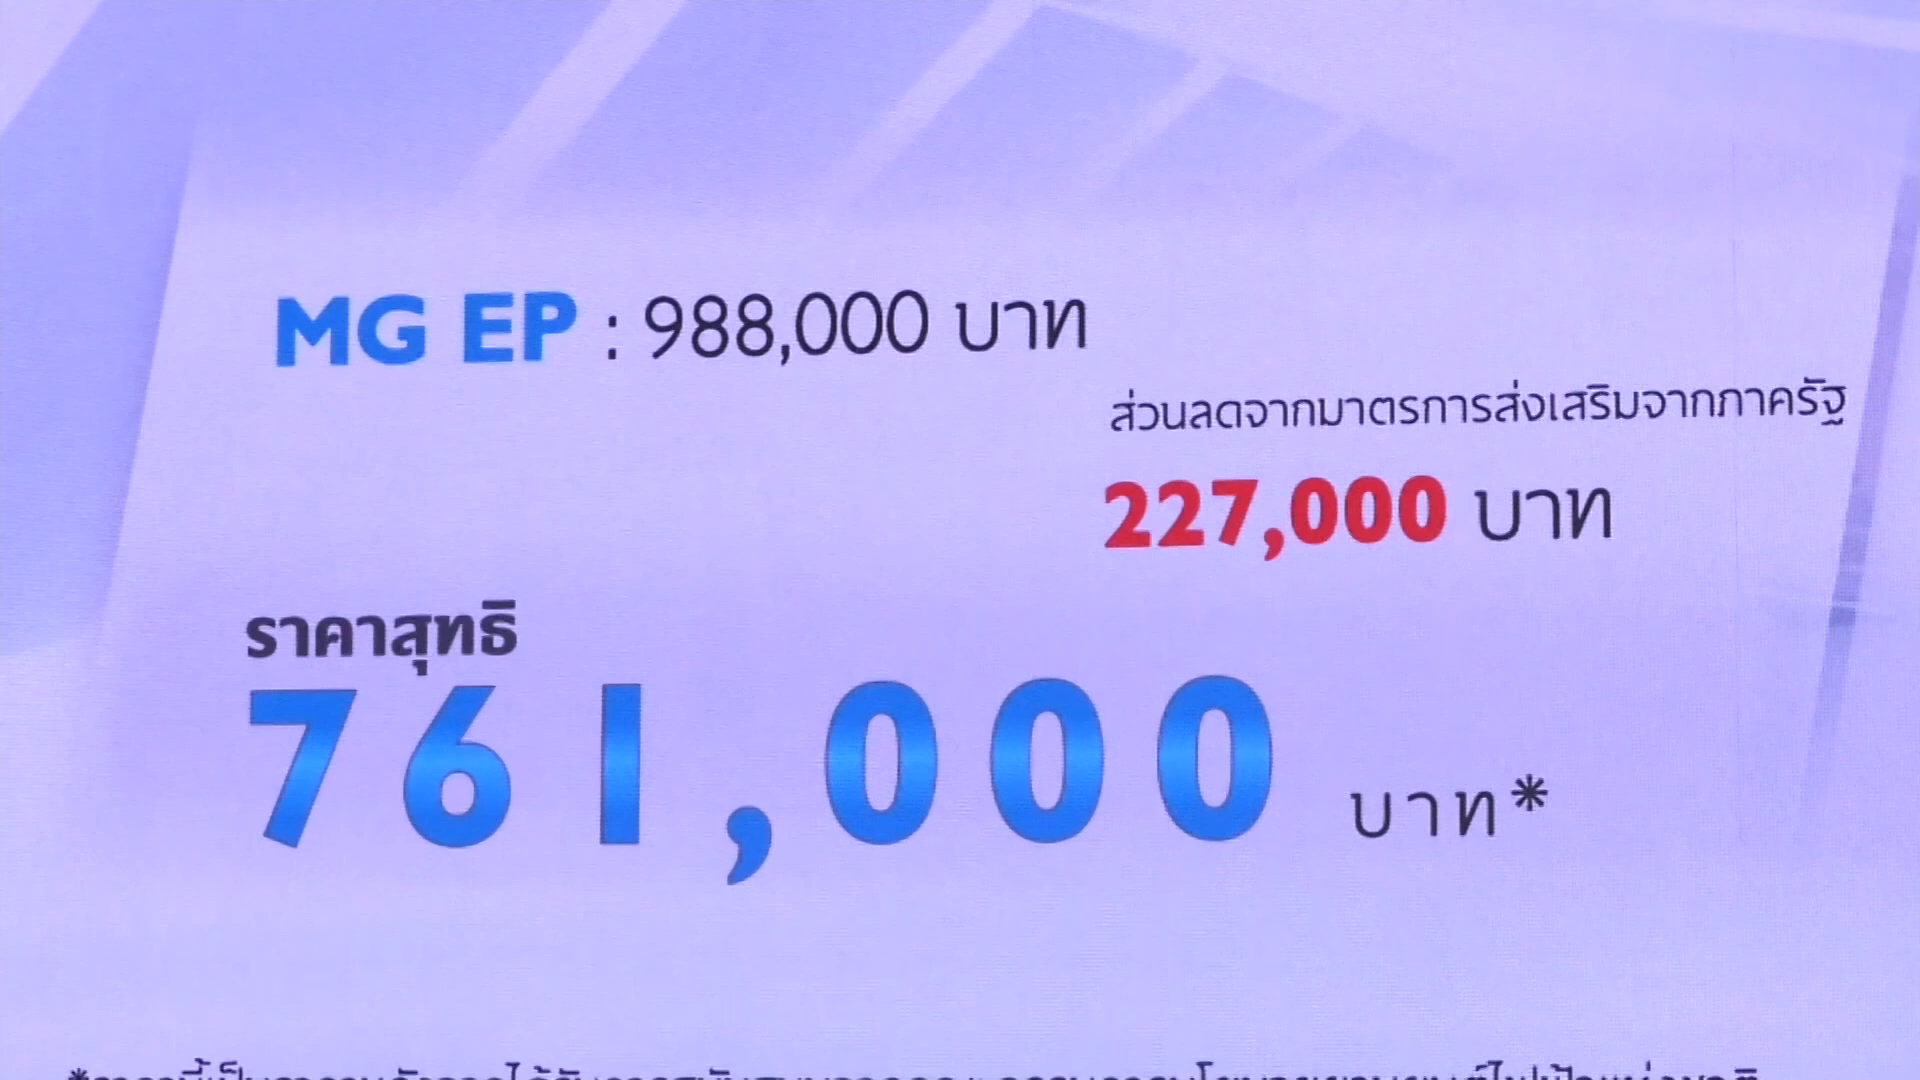 MG EP : 988,000 บาท
ส่วนลดจากมาตรการส่งเสริมจากภาครัฐ
227,000 บาท
ราคาสุทธิ
761,000 บาท*